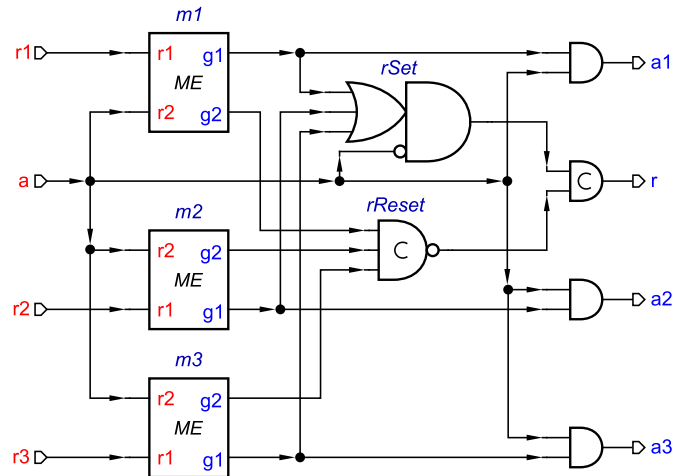 m1
r1 r1 g1 a1
ME rSet
r2 g2
a C r
m2 rReset
r2 g2 C
ME a2
r2 r1 g1
m3
r2 g2
ME
r3 r1 g1 a3